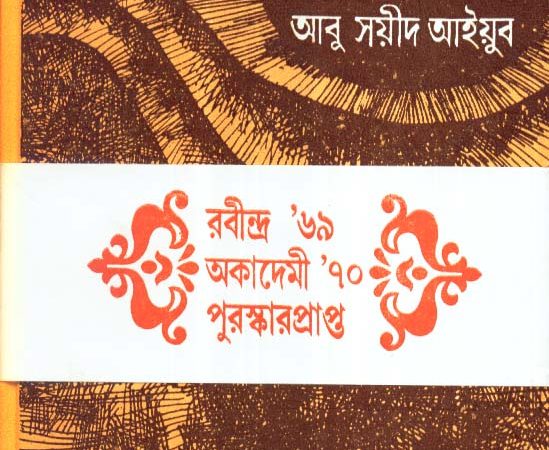 আবু সয়ীদ আইয়ুব
রবীন্দ্র ’৬৯
অকাদেমী ’৭০
পুরস্কারপ্রাপ্ত